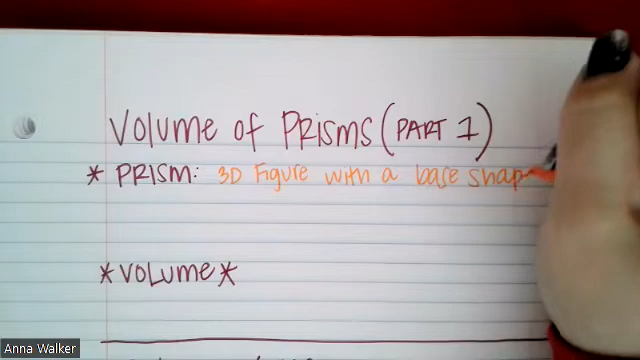 Volume of Prisms (PART 1)
* PRISM: 3D Figure with a base shap
*VOLUME*
Anna Walker